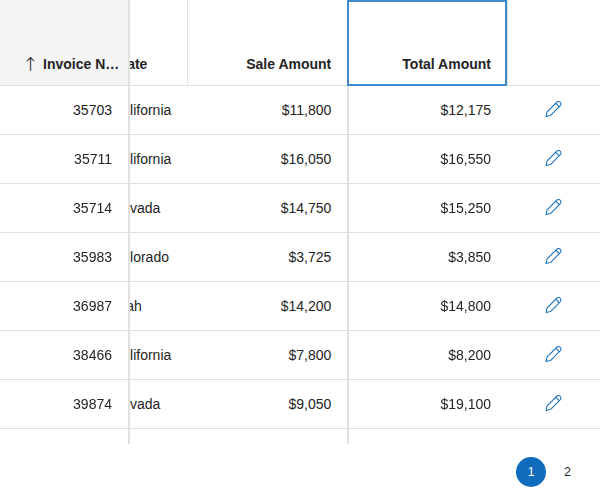 Invoice N... ate Sale Amount Total Amount
35703 lifornia $11,800 $12,175
35711 lifornia $16,050 $16,550
35714 vada $14,750 $15,250
35983 lorado $3,725 $3,850
36987 ah $14,200 $14,800
38466 lifornia $7,800 $8,200
39874 vada $9,050 $19,100
1 2